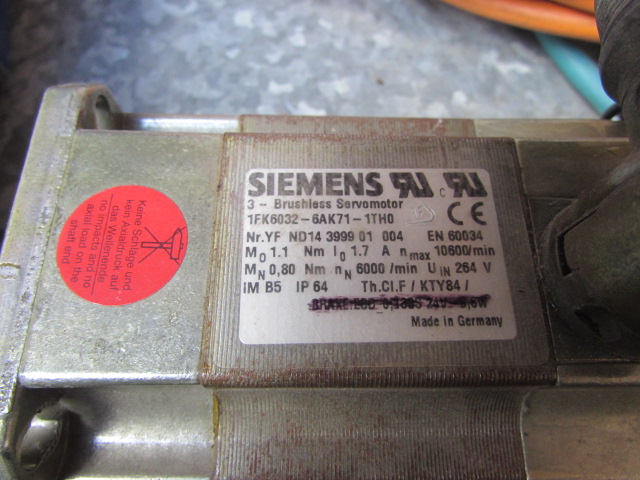 SIEMENS
3 - Brushless Servomotor
1FK6032-6AK71-1TH0
Nr.YF ND14 3999 01 004 EN 60034
M0 1.1 Nm I0 1.7 A nmax 10600/min
MN 0,80 Nm nN 6000 /min UIN 264 V
IM B5 IP 64 Th.Cl.F / KTY84 /
Made in Germany
Keine Schläge und
kein Axialdruck auf
das Wellenende
no impacts and no
axial load on the
shaft end